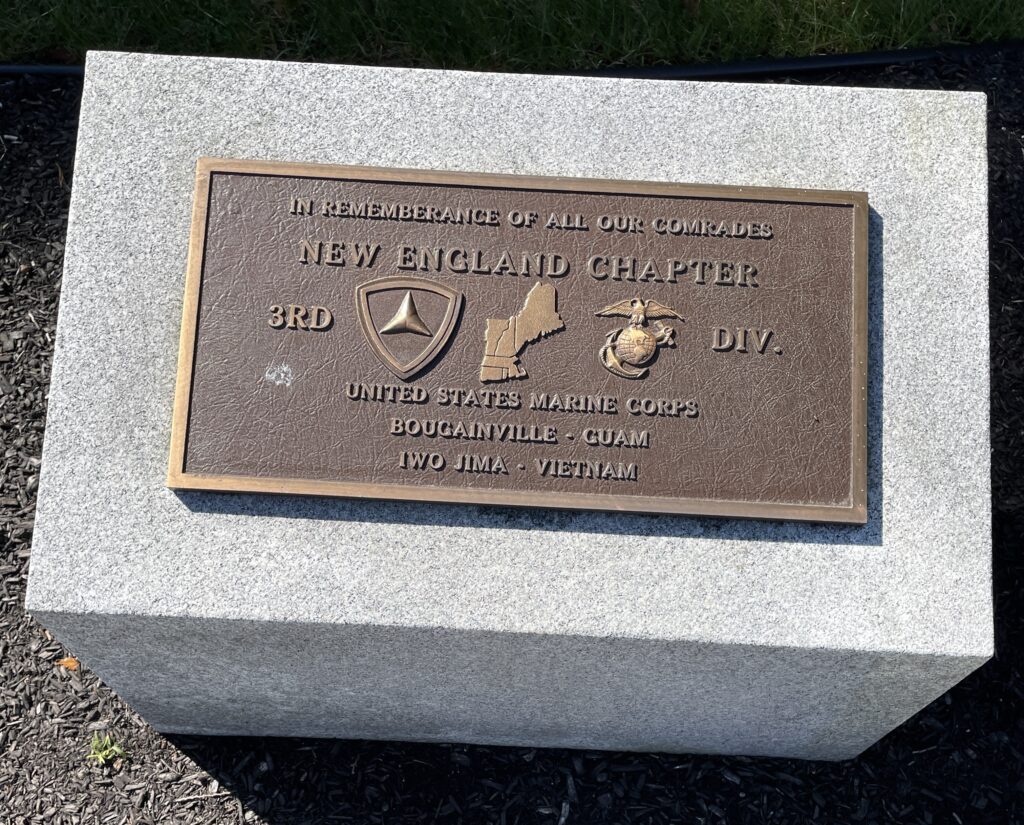 IN REMEMBERANCE OF ALL OUR COMRADES
NEW ENGLAND CHAPTER
3RD DIV.
UNITED STATES MARINE CORPS
BOUGAINVILLE - GUAM
IWO JIMA - VIETNAM